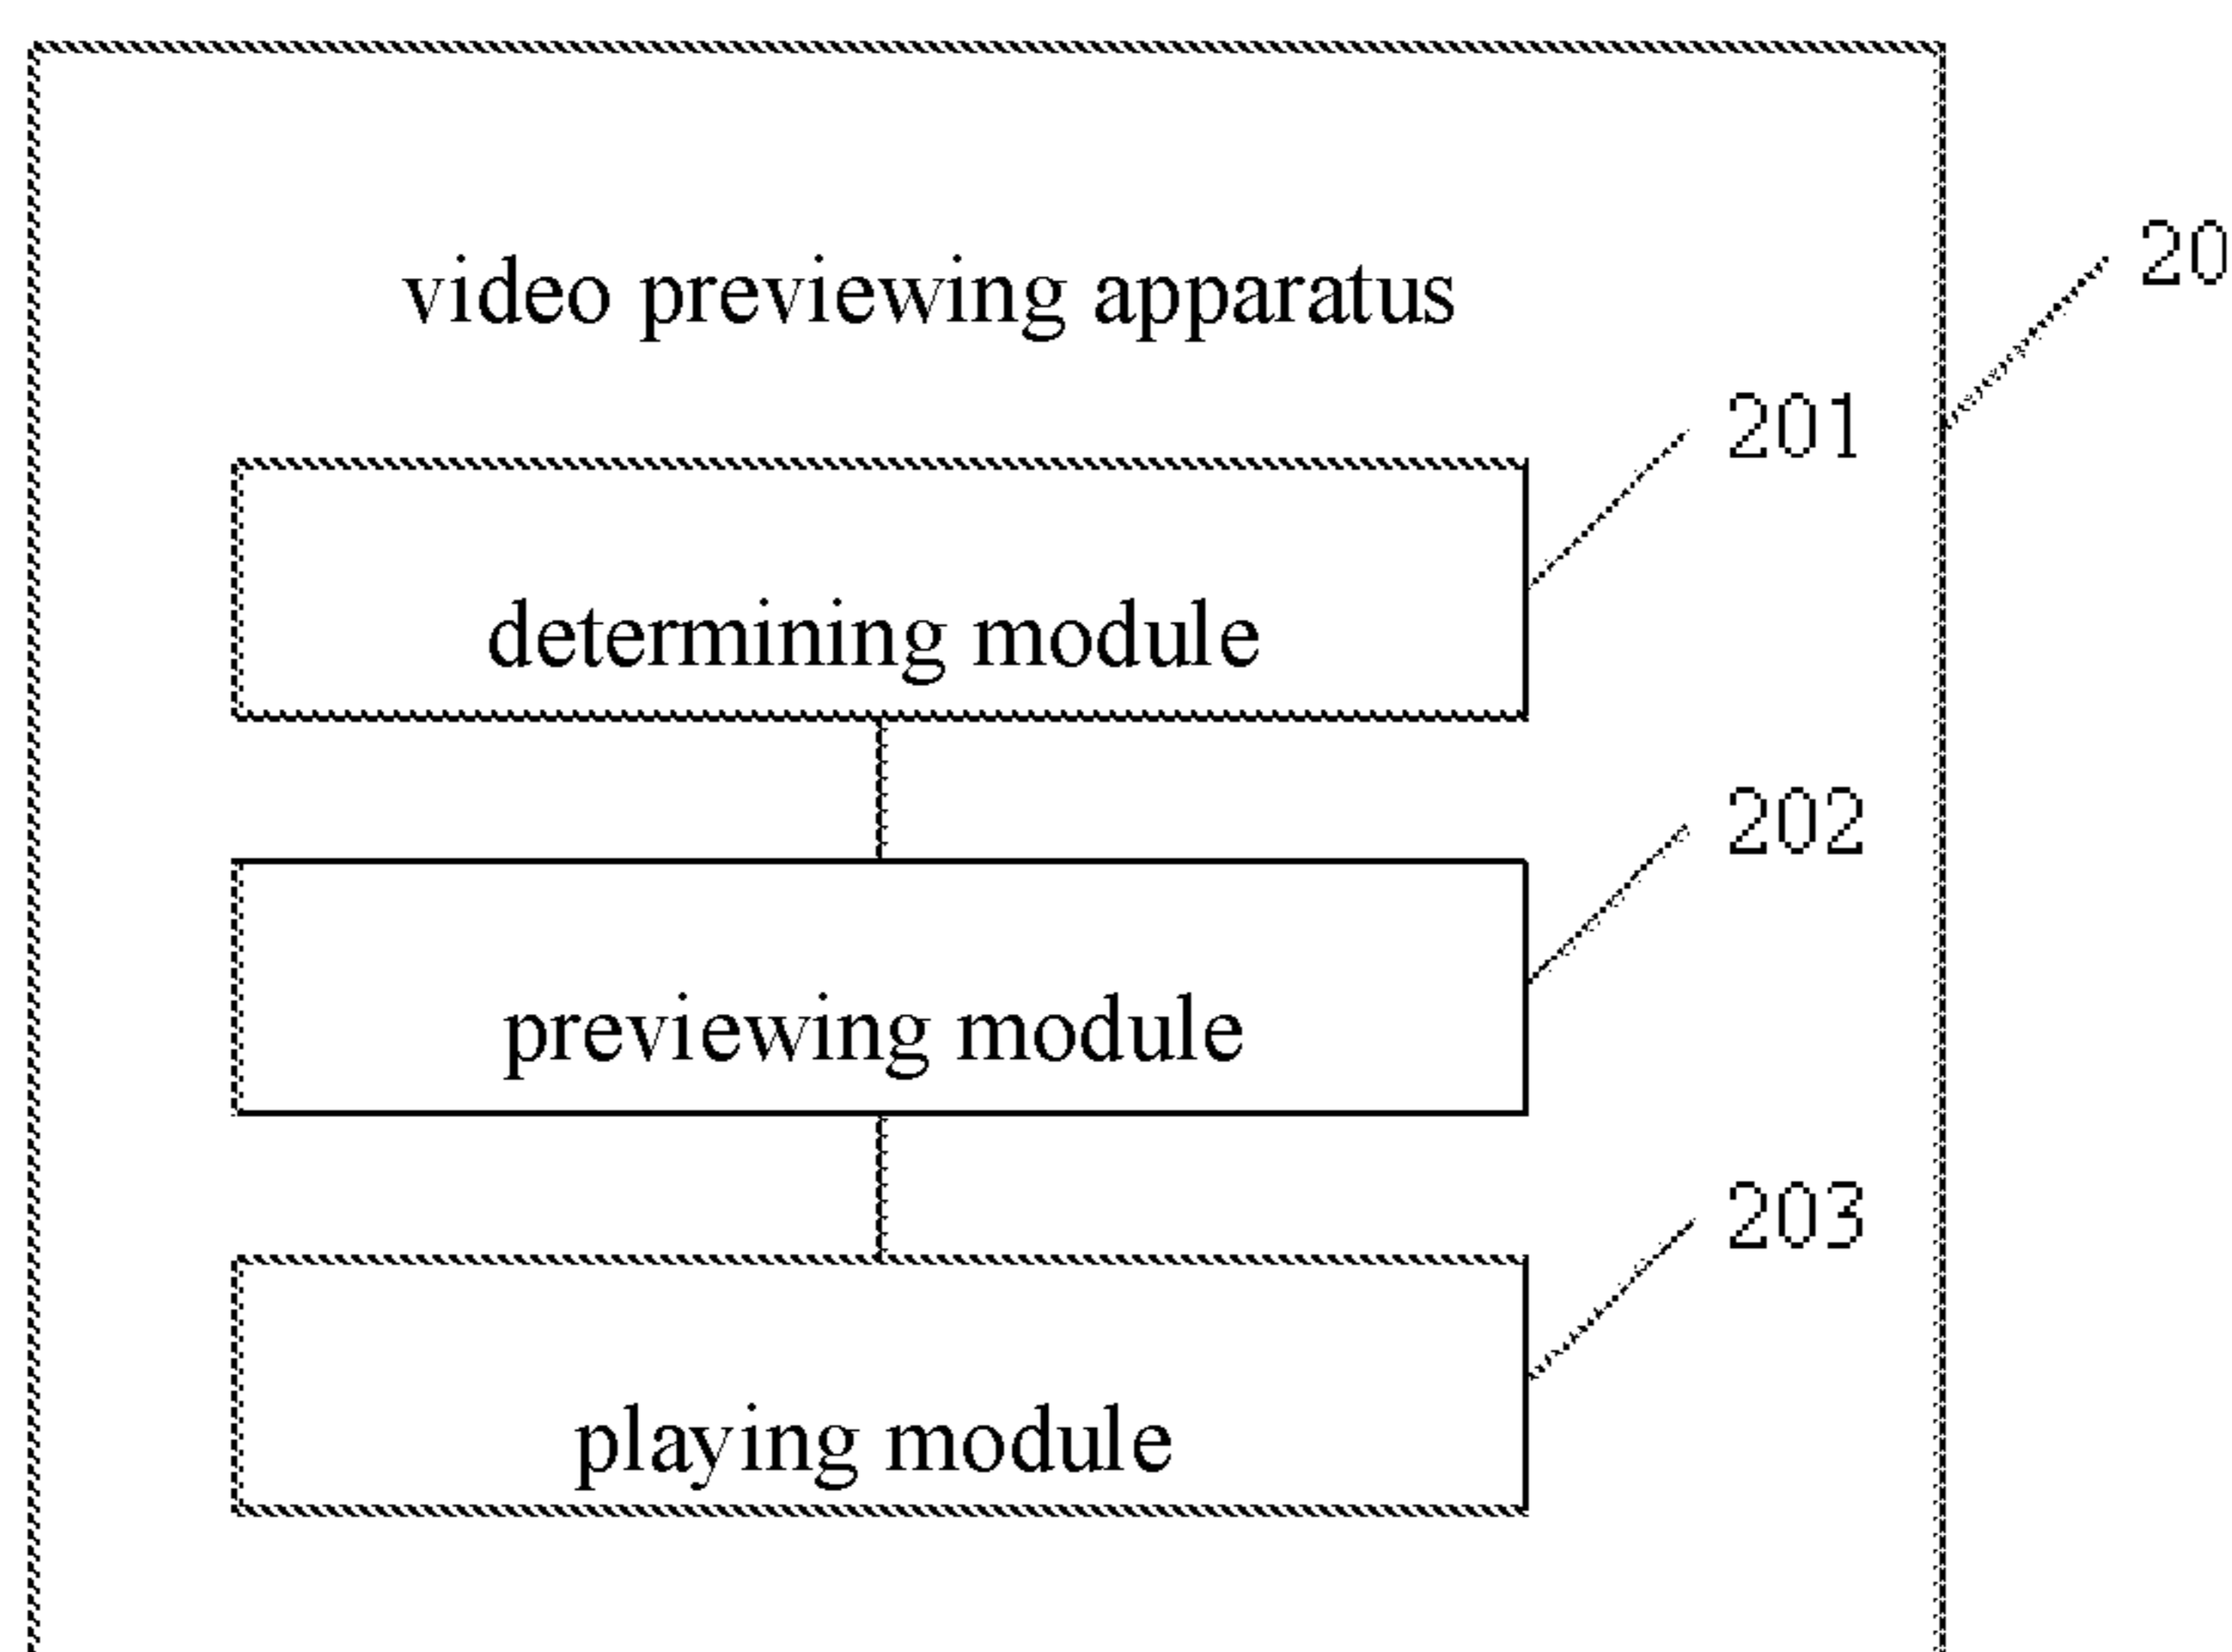 video previewing apparatus
20
201
determining module
202
previewing module
203
playing module